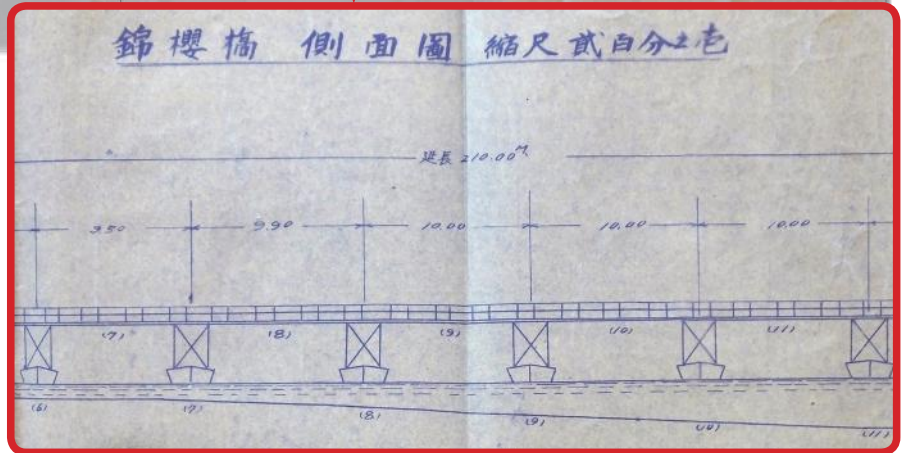 錦櫻橋 側面圖 縮尺貳百分之壱
延長 210.00M
9.50 9.90 10.00 10.00 10.00
(7) (8) (9) (10) (11)
(6) (7) (8) (9) (10) (11)